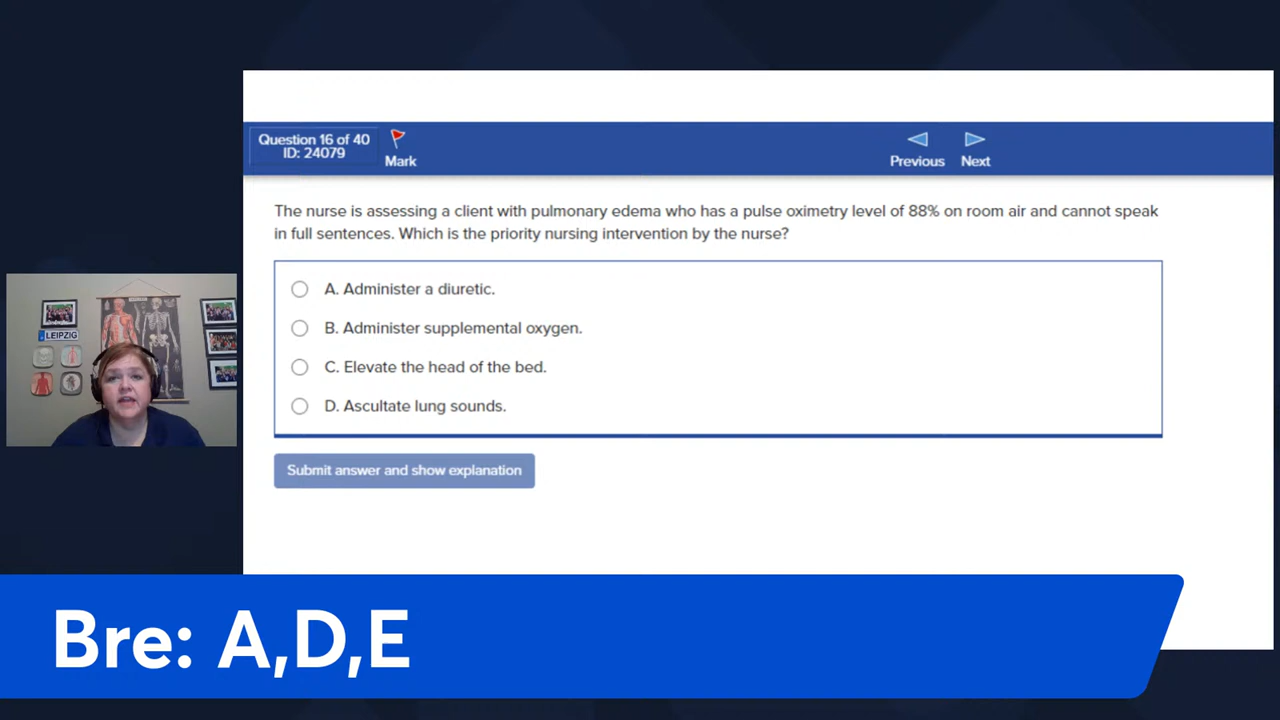 Question 16 of 40
ID: 24079
Mark
Previous
Next
The nurse is assessing a client with pulmonary edema who has a pulse oximetry level of 88% on room air and cannot speak
in full sentences. Which is the priority nursing intervention by the nurse?
A. Administer a diuretic.
B. Administer supplemental oxygen.
C. Elevate the head of the bed.
D. Ascultate lung sounds.
Submit answer and show explanation
LEIPZIG
Bre: A,D,E